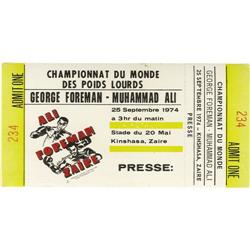 ADMIT ONE
234
CHAMPIONNAT DU MONDE
DES POIDS LOURDS
GEORGE FOREMAN - MUHAMMAD ALI
ALI
FOREMAN
ZAIRE
25 Septembre 1974
a 3hr du matin
Stade du 20 Mai
Kinshasa, Zaire
PRESSE:
CHAMPIONNAT DU MONDE
GEORGE FOREMAN - MUHAMMAD ALI
25 SEPTEMBRE 1974 - KINSHASA, ZAIRE
PRESSE:
234
ADMIT ONE